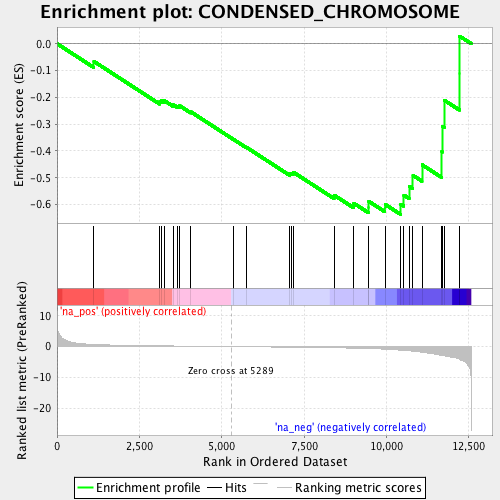 Enrichment plot: CONDENSED_CHROMOSOME
Enrichment score (ES)
0.0
-0.1
-0.2
-0.3
-0.4
-0.5
-0.6
'na_pos' (positively correlated)
Ranked list metric (PreRanked)
10
0
-10
-20
Zero cross at 5289
'na_neg' (negatively correlated)
0
2,500
5,000
7,500
10,000
12,500
Rank in Ordered Dataset
Enrichment profile
Hits
Ranking metric scores